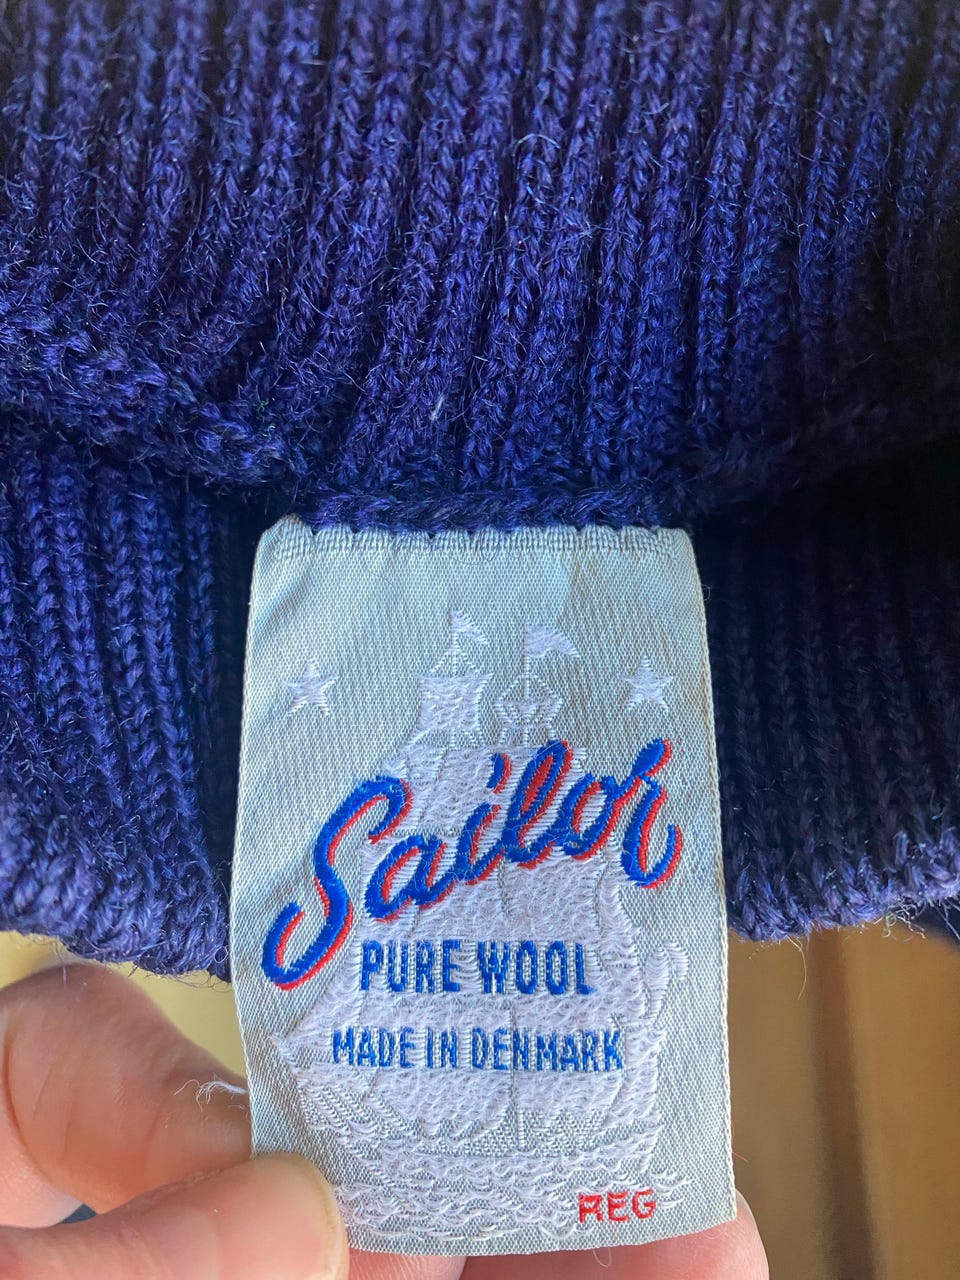 Sailor
PURE WOOL
MADE IN DENMARK
REG